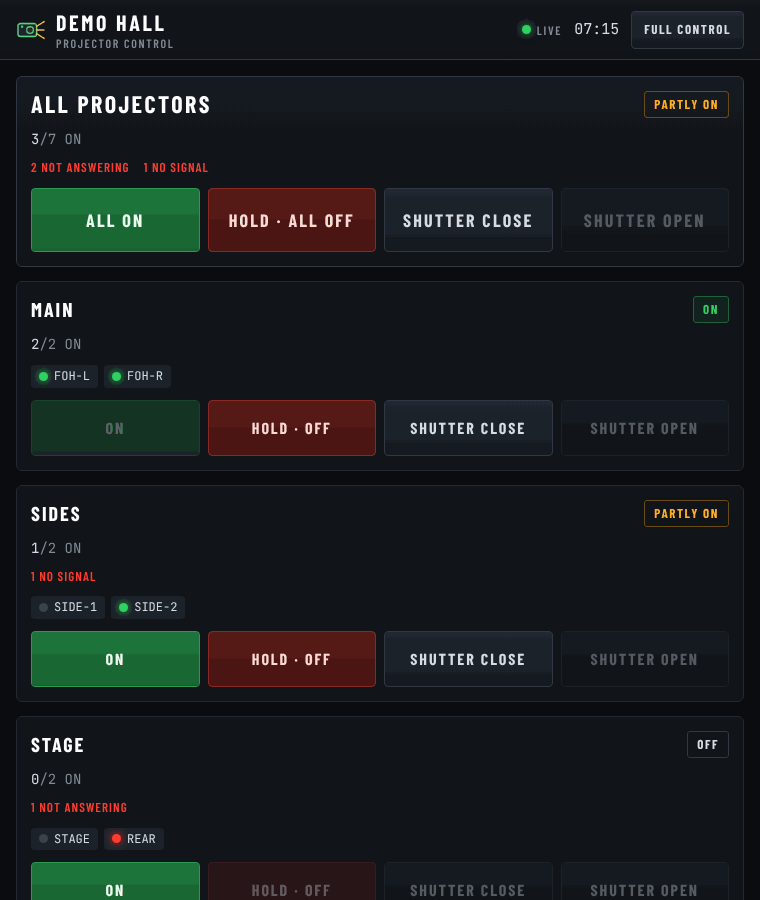 DEMO HALL
PROJECTOR CONTROL
LIVE 07:15 FULL CONTROL
ALL PROJECTORS PARTLY ON
3/7 ON
2 NOT ANSWERING 1 NO SIGNAL
ALL ON HOLD · ALL OFF SHUTTER CLOSE SHUTTER OPEN
MAIN ON
2/2 ON
FOH-L FOH-R
ON HOLD · OFF SHUTTER CLOSE SHUTTER OPEN
SIDES PARTLY ON
1/2 ON
1 NO SIGNAL
SIDE-1 SIDE-2
ON HOLD · OFF SHUTTER CLOSE SHUTTER OPEN
STAGE OFF
0/2 ON
1 NOT ANSWERING
STAGE REAR
ON HOLD · OFF SHUTTER CLOSE SHUTTER OPEN